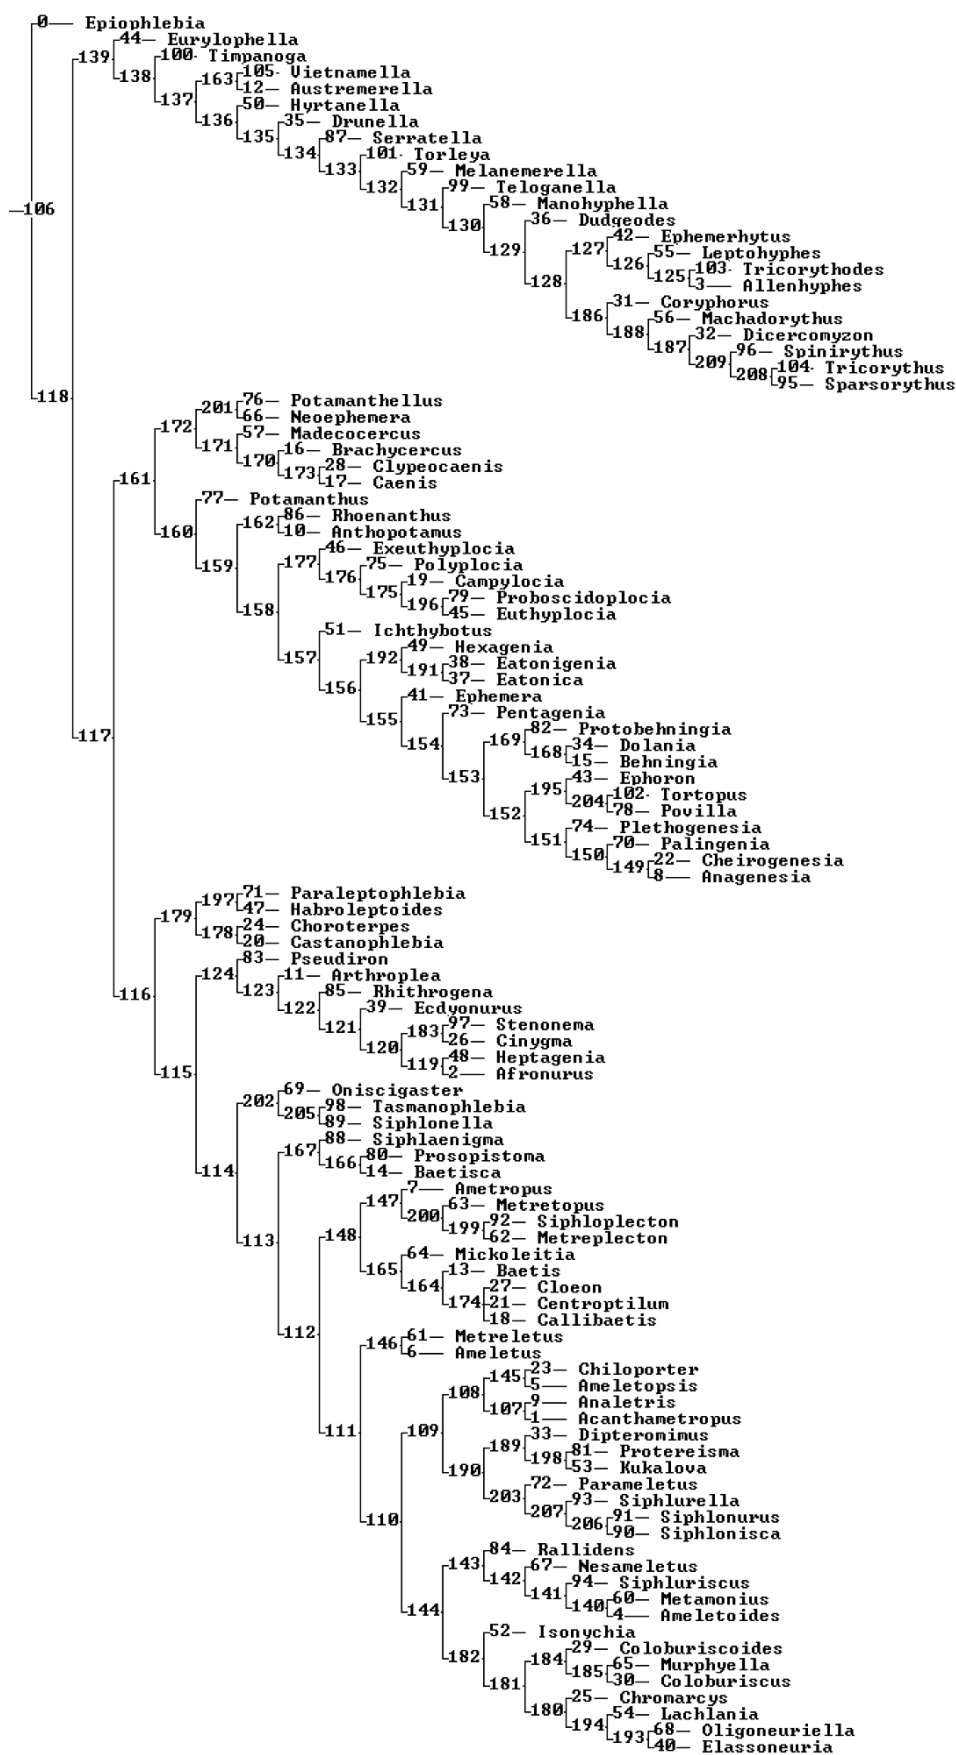 0 Epiophlebia
44 Eurylophella
139
100 Timpanoga
138 163 105 Vietnamella
12 Austremerella
137 50 Hyrtanella
136 35 Drunella
135 87 Serratella
134 101 Torleya
133 59 Melanemerella
132 99 Teloganella
131 58 Manohyphella
106 130 36 Dudgeodes
42 Ephemerhytus
129 127 55 Leptohyphes
126 103 Tricorythodes
128 125 3 Allenhyphes
31 Coryphorus
186 56 Machadorythus
188 32 Dicercomyzon
187 96 Spinirythus
209 104 Tricorythus
208 95 Sparsorythus
118 76 Potamanthellus
201 66 Neoephemera
172 57 Madecocercus
171 16 Brachycercus
170 28 Clypeocaenis
161 173 17 Caenis
77 Potamanthus
86 Rhoenanthus
160 162 10 Anthopotamus
46 Exeuthyplocia
159 177 75 Polyplocia
176 19 Campylocia
175 79 Proboscidoplocia
158 196 45 Euthyplocia
51 Ichthybotus
49 Hexagenia
157 192 38 Eatonigenia
191 37 Eatonica
156 41 Ephemera
155 73 Pentagenia
117 82 Protobehningia
154 169 34 Dolania
168 15 Behningia
153 43 Ephoron
195 102 Tortopus
204 78 Povilla
152 74 Plethogenesia
151 70 Palingenia
150 22 Cheirogenesia
149 8 Anagenesia
71 Paraleptophlebia
197 47 Habroleptoides
179 24 Choroterpes
178 20 Castanophlebia
83 Pseudiron
124 11 Arthroplea
116 123 85 Rhithrogena
122 39 Ecdyonurus
121 97 Stenonema
183 26 Cinygma
120 48 Heptagenia
115 119 2 Afronurus
69 Oniscigaster
202 98 Tasmanophlebia
205 89 Siphlonella
88 Siphlaenigma
167 80 Prosopistoma
114 166 14 Baetisca
7 Ametropus
147 63 Metretopus
200 92 Siphloplecton
148 199 62 Metreplecton
113 64 Mickoleitia
165 13 Baetis
164 27 Cloeon
174 21 Centroptilum
18 Callibaetis
112 61 Metreletus
146 6 Ameletus
23 Chiloporter
145 5 Ameletopsis
108 9 Analetris
107 1 Acanthametropus
111 109 33 Dipteromimus
189 81 Protereisma
198 53 Kukalova
190 72 Parameletus
203 93 Siphlurella
207 91 Siphlonurus
110 206 90 Siphlonisca
84 Rallidens
143 67 Nesameletus
142 94 Siphluriscus
141 60 Metamonius
144 140 4 Ameletoides
52 Isonychia
29 Coloburiscoides
182 184 65 Murphyella
185 30 Coloburiscus
181 25 Chromarcys
180 54 Lachlania
194 68 Oligoneuriella
193 40 Elassoneuria